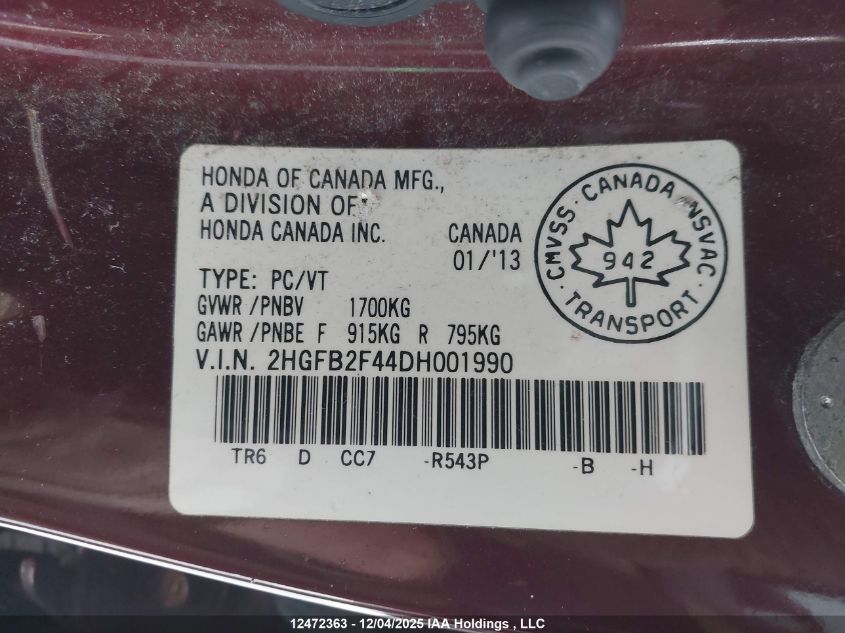 HONDA OF CANADA MFG.,
A DIVISION OF
HONDA CANADA INC. CANADA
01/'13
TYPE: PC/VT
GVWR /PNBV 1700KG
GAWR /PNBE F 915KG R 795KG
V.I.N. 2HGFB2F44DH001990
TR6 D CC7 -R543P -B -H
CMVSS · CANADA · NSVAC
942
· TRANSPORT ·
12472363 - 12/04/2025 IAA Holdings , LLC